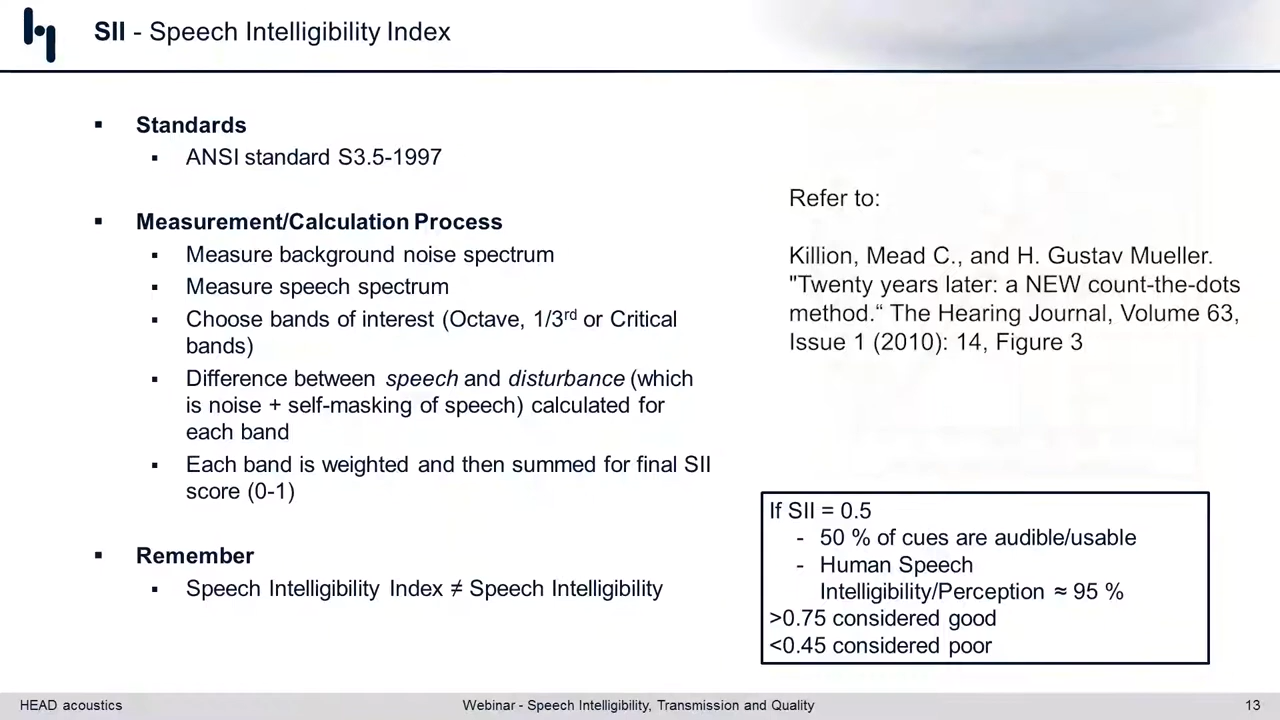 SII - Speech Intelligibility Index
▪ Standards
▪ ANSI standard S3.5-1997
▪ Measurement/Calculation Process
▪ Measure background noise spectrum
▪ Measure speech spectrum
▪ Choose bands of interest (Octave, 1/3rd or Critical
bands)
▪ Difference between speech and disturbance (which
is noise + self-masking of speech) calculated for
each band
▪ Each band is weighted and then summed for final SII
score (0-1)
▪ Remember
▪ Speech Intelligibility Index ≠ Speech Intelligibility
Refer to:
Killion, Mead C., and H. Gustav Mueller.
"Twenty years later: a NEW count-the-dots
method.“ The Hearing Journal, Volume 63,
Issue 1 (2010): 14, Figure 3
If SII = 0.5
- 50 % of cues are audible/usable
- Human Speech
Intelligibility/Perception ≈ 95 %
>0.75 considered good
<0.45 considered poor
HEAD acoustics
Webinar - Speech Intelligibility, Transmission and Quality
13